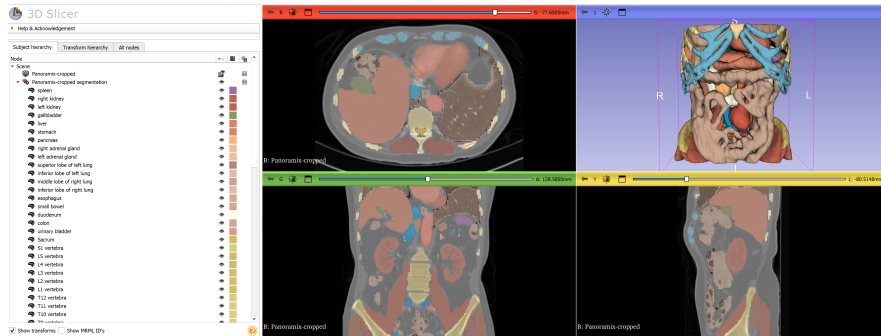 3D Slicer
Help & Acknowledgement
Subject hierarchy Transform hierarchy All nodes
Node
Scene
Panoramix-cropped
Panoramix-cropped segmentation
spleen
right kidney
left kidney
gallbladder
liver
stomach
pancreas
right adrenal gland
left adrenal gland
superior lobe of left lung
inferior lobe of left lung
middle lobe of right lung
inferior lobe of right lung
esophagus
small bowel
duodenum
colon
urinary bladder
Sacrum
S1 vertebra
L5 vertebra
L4 vertebra
L3 vertebra
L2 vertebra
L1 vertebra
T12 vertebra
T11 vertebra
T10 vertebra
Show transforms Show MRML ID's
R S: -77.6505mm
B: Panoramix-cropped
1
S
R L
G A: 128.5850mm
B: Panoramix-cropped
Y L: -80.5148mm
B: Panoramix-cropped